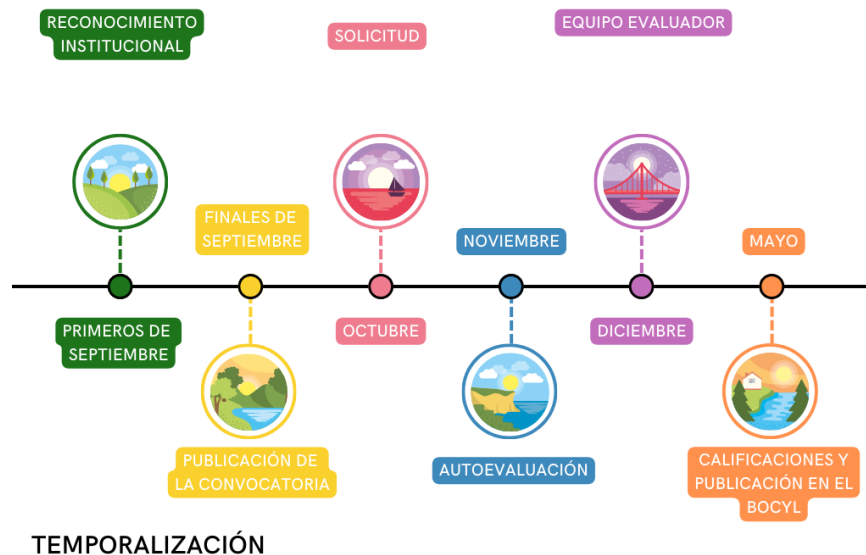 RECONOCIMIENTO
INSTITUCIONAL
SOLICITUD
EQUIPO EVALUADOR
FINALES DE
SEPTIEMBRE
NOVIEMBRE
MAYO
PRIMEROS DE
SEPTIEMBRE
OCTUBRE
DICIEMBRE
PUBLICACIÓN DE
LA CONVOCATORIA
AUTOEVALUACIÓN
CALIFICACIONES Y
PUBLICACIÓN EN EL
BOCYL
TEMPORALIZACIÓN